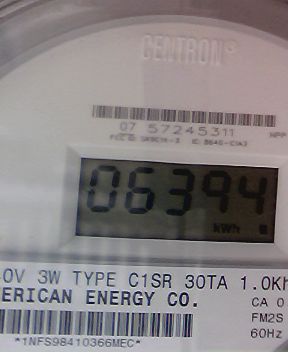 CENTRON®
07 57245311
06394
kWh
0V 3W TYPE C1SR 30TA 1.0Kh
ERICAN ENERGY CO.
CA 0
FM2S
60Hz
*1NFS98410366MEC*